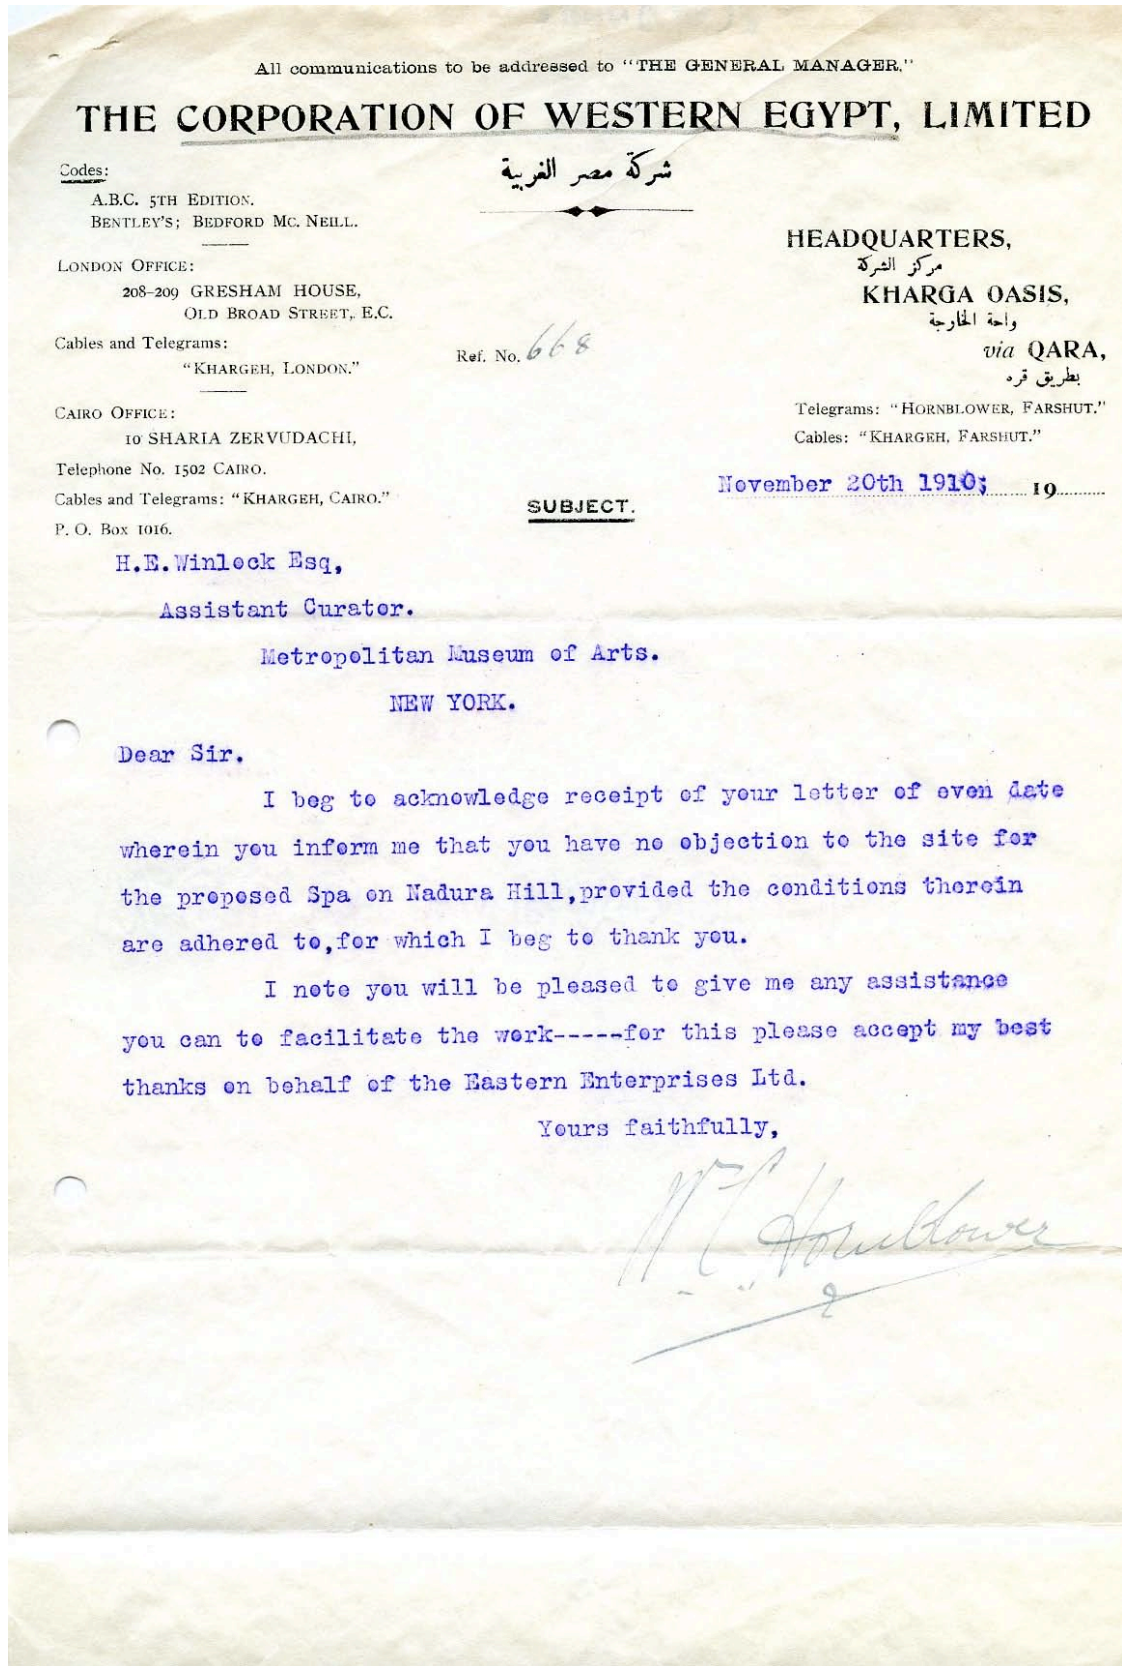 All communications to be addressed to "THE GENERAL MANAGER."
THE CORPORATION OF WESTERN EGYPT, LIMITED
شركة مصر الغربية
Codes:
A.B.C. 5TH EDITION.
BENTLEY'S; BEDFORD MC. NEILL.
LONDON OFFICE:
208-209 GRESHAM HOUSE,
OLD BROAD STREET, E.C.
Cables and Telegrams:
"KHARGEH, LONDON."
CAIRO OFFICE:
10 SHARIA ZERVUDACHI,
Telephone No. 1502 CAIRO.
Cables and Telegrams: "KHARGEH, CAIRO."
P. O. Box 1016.
Ref. No. 668
SUBJECT.
HEADQUARTERS,
مركز الشركة
KHARGA OASIS,
واحة الخارجة
via QARA,
بطريق قره
Telegrams: "HORNBLOWER, FARSHUT."
Cables: "KHARGEH, FARSHUT."
November 20th 1910; 19
H.E.Winlock Esq,
Assistant Curator.
Metropolitan Museum of Arts.
NEW YORK.
Dear Sir.
I beg to acknowledge receipt of your letter of even date
wherein you inform me that you have no objection to the site for
the proposed Spa on Nadura Hill,provided the conditions therein
are adhered to,for which I beg to thank you.
I note you will be pleased to give me any assistance
you can to facilitate the work-----for this please accept my best
thanks on behalf of the Eastern Enterprises Ltd.
Yours faithfully,
Hornblower